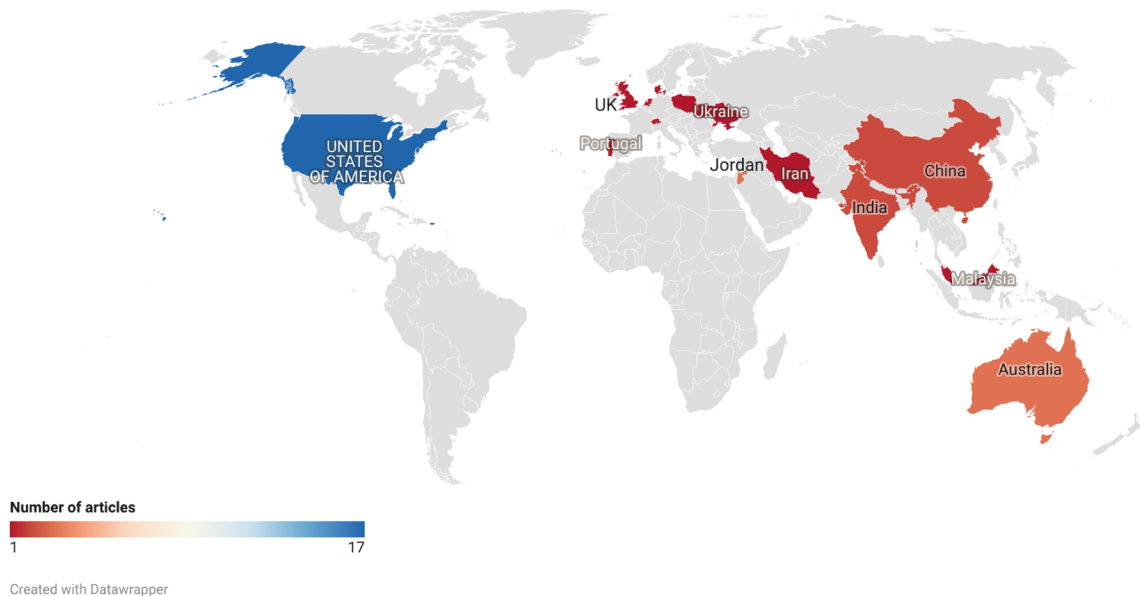 UK
Ukraine
Portugal
UNITED
STATES
OF AMERICA
Jordan
Iran
China
India
Malaysia
Australia
Number of articles
1 17
Created with Datawrapper